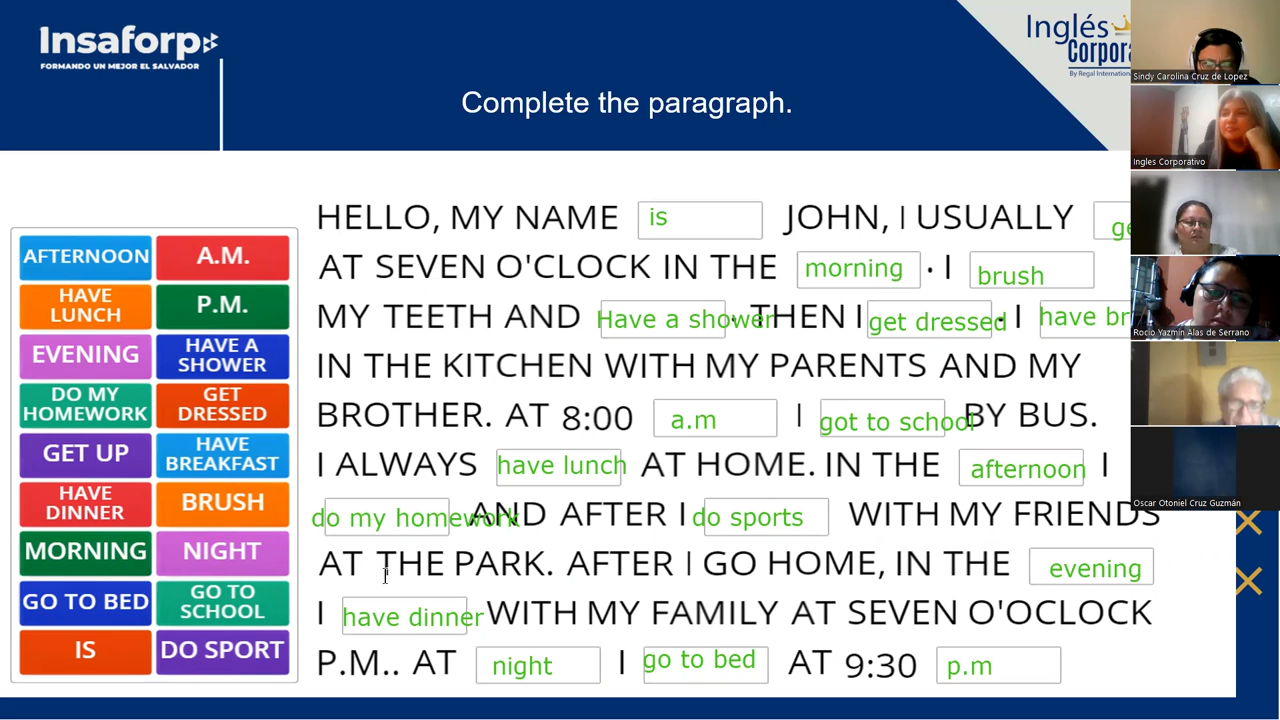 Insaforp
FORMANDO UN MEJOR EL SALVADOR
Inglés
Corpora
By Regal Internation
Complete the paragraph.
AFTERNOON A.M.
HAVE LUNCH P.M.
EVENING HAVE A SHOWER
DO MY HOMEWORK GET DRESSED
GET UP HAVE BREAKFAST
HAVE DINNER BRUSH
MORNING NIGHT
GO TO BED GO TO SCHOOL
IS DO SPORT
HELLO, MY NAME is JOHN, I USUALLY ge
AT SEVEN O'CLOCK IN THE morning . I brush
MY TEETH AND Have a shower. THEN I get dressed. I have br
IN THE KITCHEN WITH MY PARENTS AND MY
BROTHER. AT 8:00 a.m I got to school BY BUS.
I ALWAYS have lunch AT HOME. IN THE afternoon I
do my homework AND AFTER I do sports WITH MY FRIENDS
AT THE PARK. AFTER I GO HOME, IN THE evening
I have dinner WITH MY FAMILY AT SEVEN O'OCLOCK
P.M.. AT night I go to bed AT 9:30 p.m
Sindy Carolina Cruz de Lopez
Ingles Corporativo
Rocio Yazmin Alas de Serrano
Oscar Otoniel Cruz Guzmán